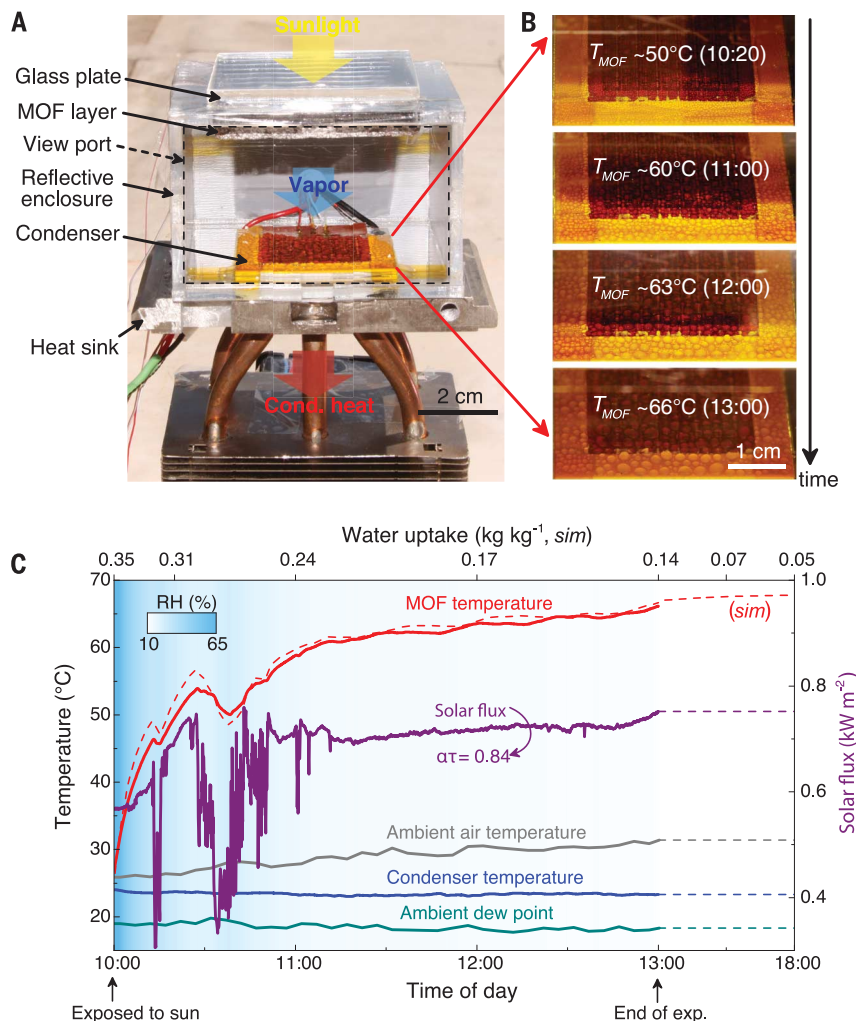 A
Sunlight
Glass plate
MOF layer
View port
Reflective
enclosure
Condenser
Heat sink
Vapor
Cond. heat
2 cm
B
T_MOF ~50°C (10:20)
T_MOF ~60°C (11:00)
T_MOF ~63°C (12:00)
T_MOF ~66°C (13:00)
1 cm
time
C
Water uptake (kg kg⁻¹, sim)
0.35 0.31 0.24 0.17 0.14 0.07 0.05
RH (%)
10 65
MOF temperature
(sim)
Solar flux
ατ = 0.84
Ambient air temperature
Condenser temperature
Ambient dew point
Temperature (°C)
70
60
50
40
30
20
Solar flux (kW m⁻²)
1.0
0.8
0.6
0.4
10:00 11:00 12:00 13:00 18:00
Time of day
Exposed to sun
End of exp.